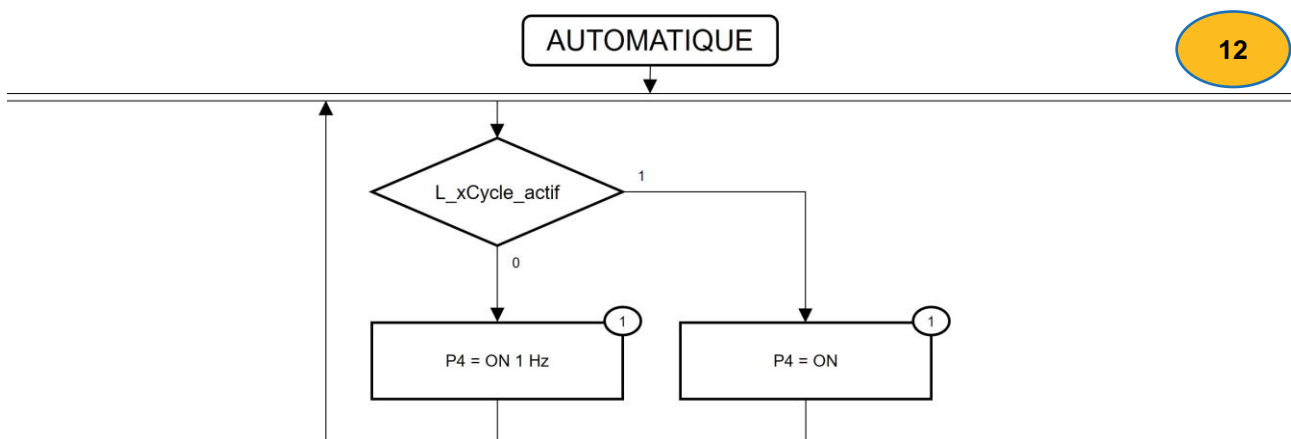 AUTOMATIQUE
12
L_xCycle_actif
1
0
1
1
P4 = ON 1 Hz
P4 = ON